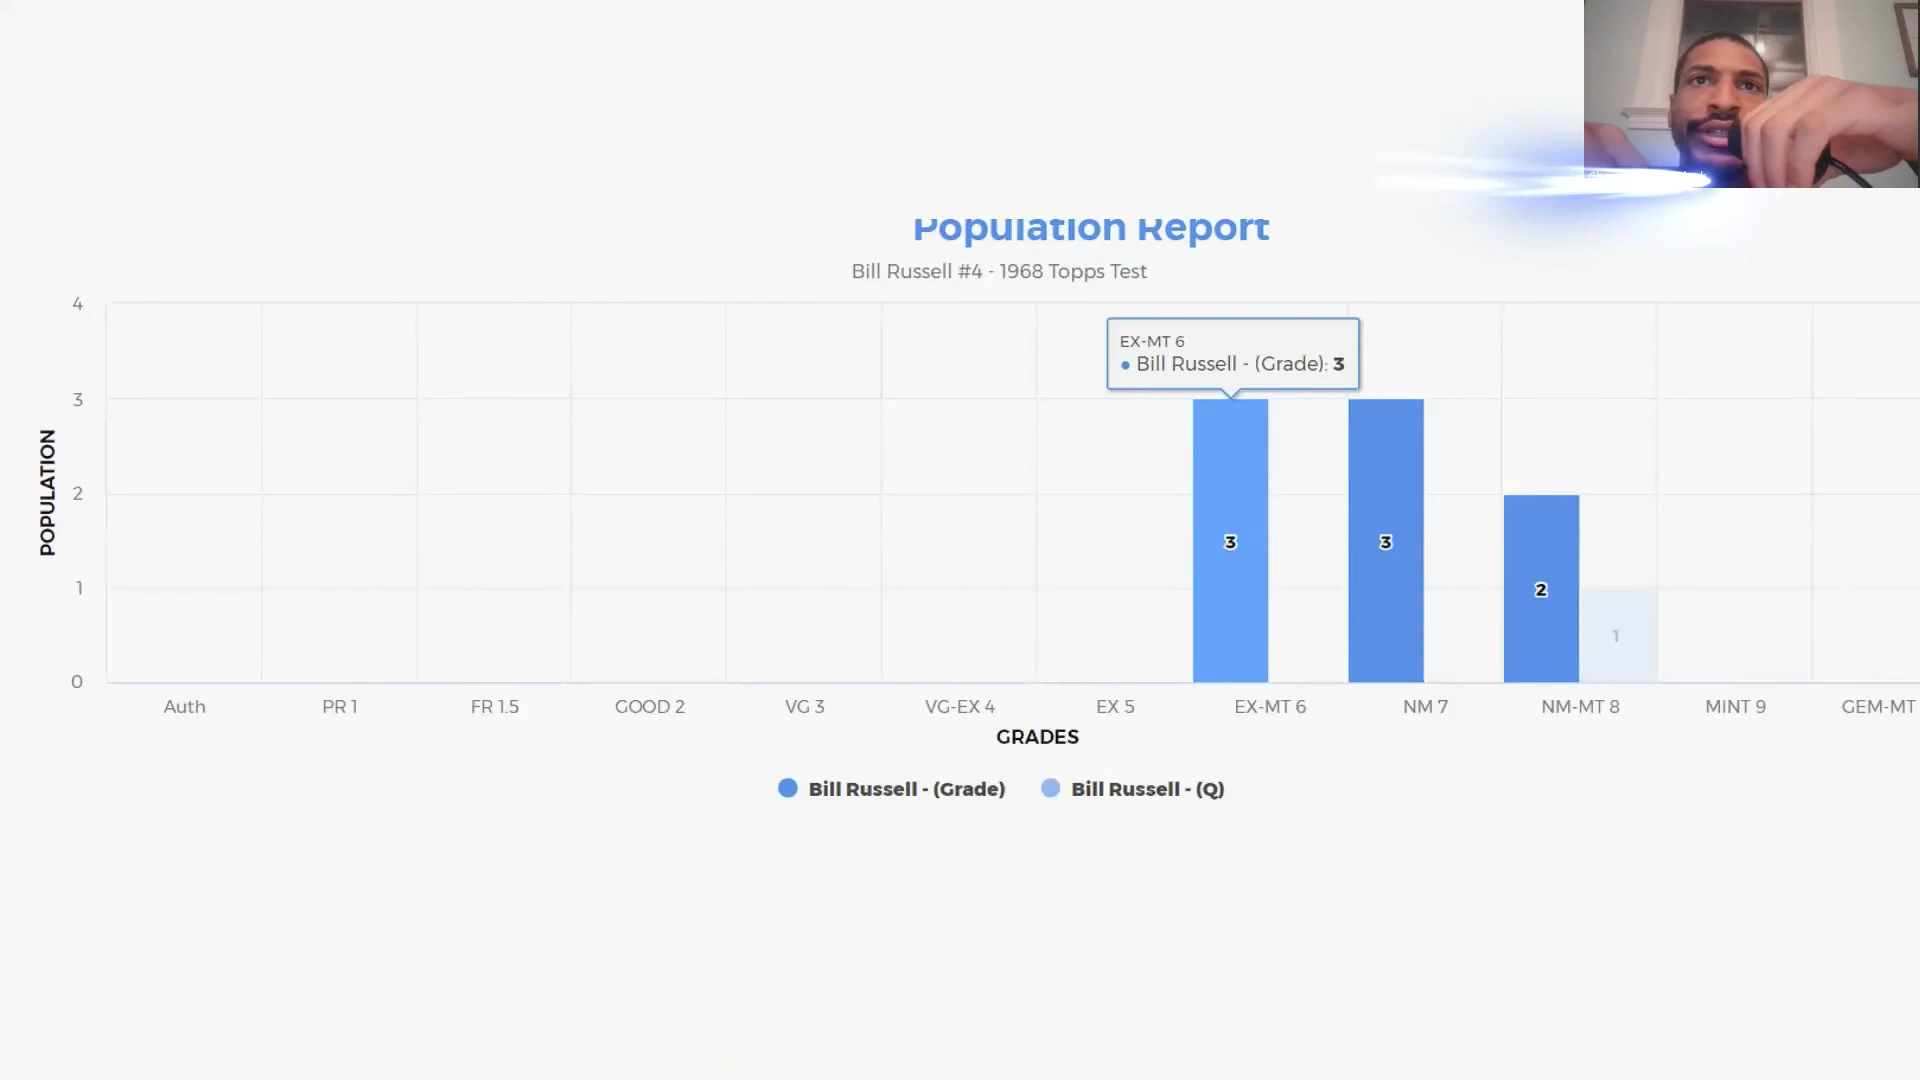 Population Report
Bill Russell #4 - 1968 Topps Test
4
EX-MT 6
Bill Russell - (Grade): 3
3
2
1
0
POPULATION
3
3
2
1
Auth
PR 1
FR 1.5
GOOD 2
VG 3
VG-EX 4
EX 5
EX-MT 6
NM 7
NM-MT 8
MINT 9
GEM-MT
GRADES
Bill Russell - (Grade)
Bill Russell - (Q)